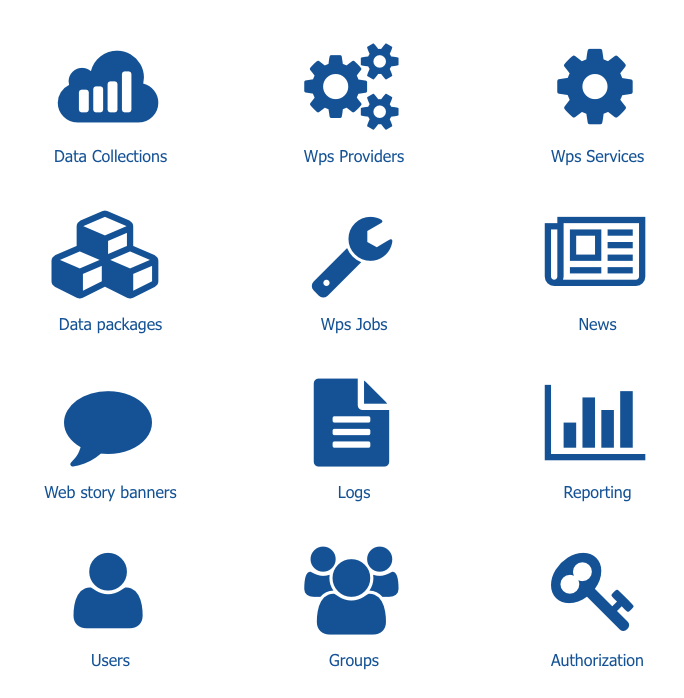 Data Collections
Wps Providers
Wps Services
Data packages
Wps Jobs
News
Web story banners
Logs
Reporting
Users
Groups
Authorization